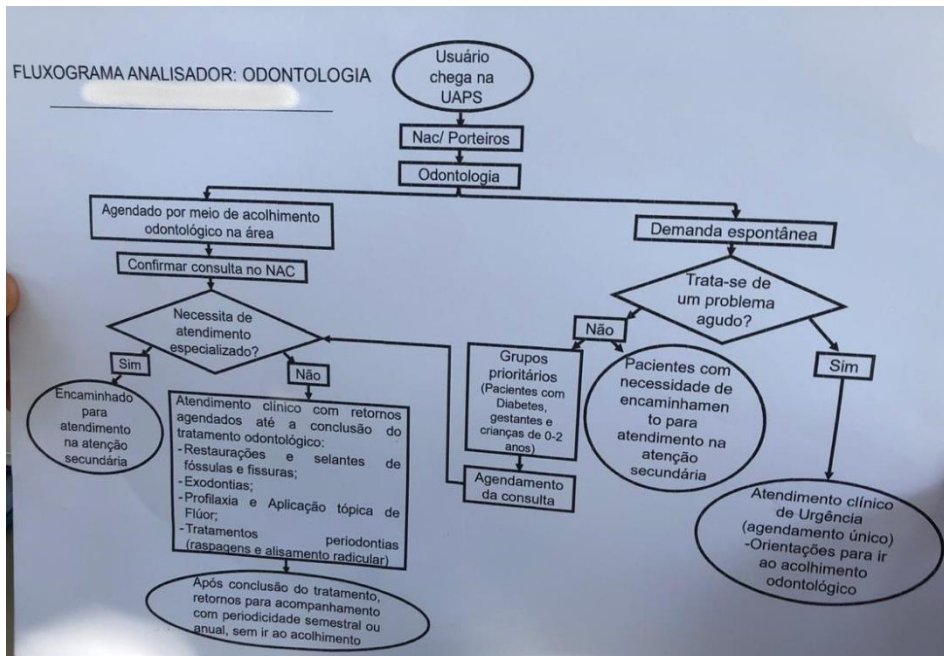 FLUXOGRAMA ANALISADOR: ODONTOLOGIA
Usuário
chega na
UAPS
Nac/ Porteiros
Odontologia
Agendado por meio de acolhimento
odontológico na área
Confirmar consulta no NAC
Necessita de
atendimento
especializado?
Sim
Não
Encaminhado
para
atendimento
na atenção
secundária
Atendimento clínico com retornos
agendados até a conclusão do
tratamento odontológico:
-Restaurações e selantes de
fóssulas e fissuras;
-Exodontias;
-Profilaxia e Aplicação tópica de
Flúor;
-Tratamentos periodontias
(raspagens e alisamento radicular)
Após conclusão do tratamento,
retornos para acompanhamento
com periodicidade semestral ou
anual, sem ir ao acolhimento
Demanda espontânea
Trata-se de
um problema
agudo?
Não
Sim
Grupos
prioritários
(Pacientes com
Diabetes,
gestantes e
crianças de 0-2
anos)
Agendamento
da consulta
Pacientes com
necessidade de
encaminhamen
to para
atendimento na
atenção
secundária
Atendimento clínico
de Urgência
(agendamento único)
-Orientações para ir
ao acolhimento
odontológico